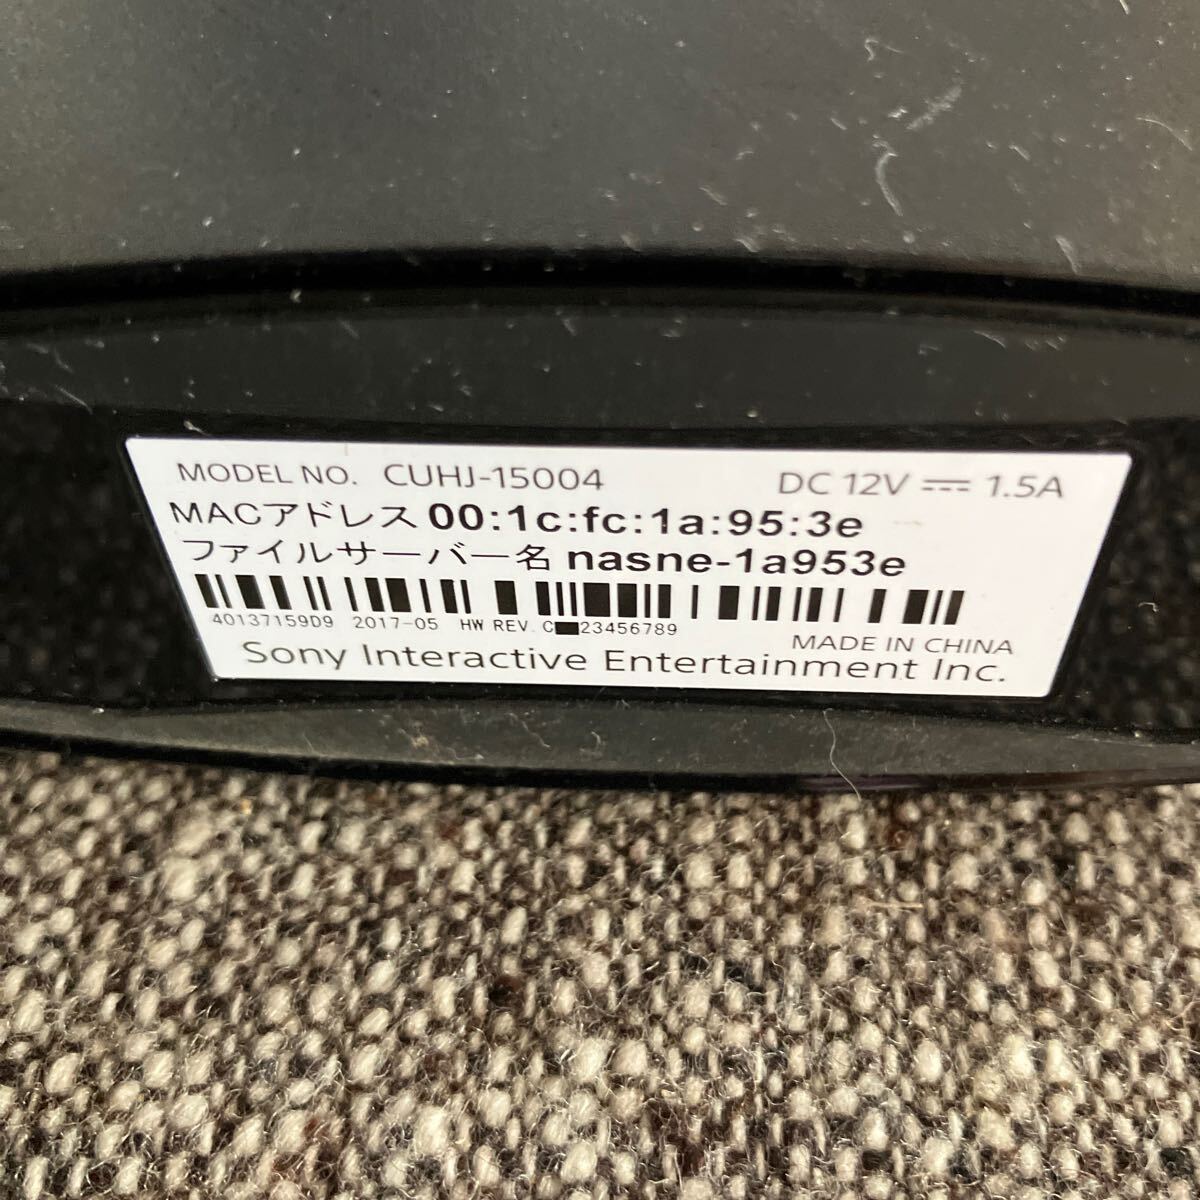 MODEL NO. CUHJ-15004 DC 12V ⎓ 1.5A
MACアドレス 00:1c:fc:1a:95:3e
ファイルサーバー名 nasne-1a953e
40137159D9 2017-05 HW REV. C■23456789
MADE IN CHINA
Sony Interactive Entertainment Inc.